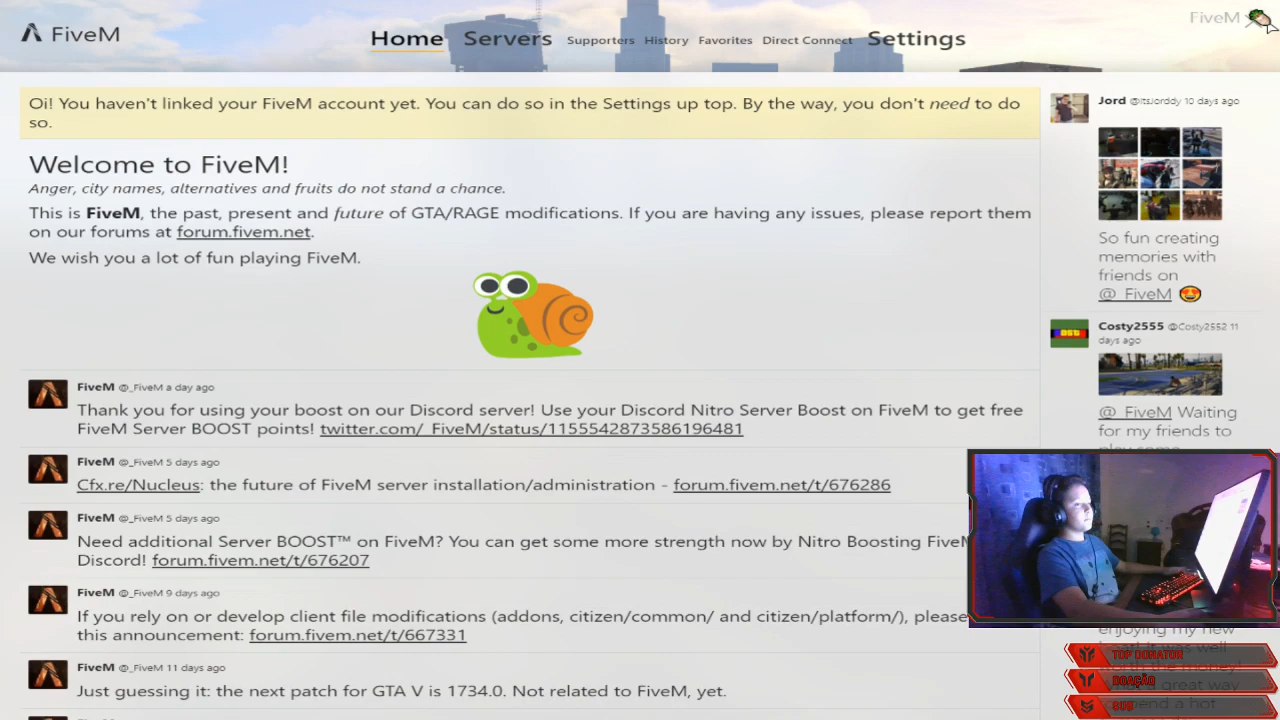 FiveM
Home Servers Supporters History Favorites Direct Connect Settings
FiveM
Oi! You haven't linked your FiveM account yet. You can do so in the Settings up top. By the way, you don't need to do
so.
Welcome to FiveM!
Anger, city names, alternatives and fruits do not stand a chance.
This is FiveM, the past, present and future of GTA/RAGE modifications. If you are having any issues, please report them
on our forums at forum.fivem.net.
We wish you a lot of fun playing FiveM.
FiveM @_FiveM a day ago
Thank you for using your boost on our Discord server! Use your Discord Nitro Server Boost on FiveM to get free
FiveM Server BOOST points! twitter.com/_FiveM/status/1155542873586196481
FiveM @_FiveM 5 days ago
Cfx.re/Nucleus: the future of FiveM server installation/administration - forum.fivem.net/t/676286
FiveM @_FiveM 5 days ago
Need additional Server BOOST™ on FiveM? You can get some more strength now by Nitro Boosting FiveM
Discord! forum.fivem.net/t/676207
FiveM @_FiveM 9 days ago
If you rely on or develop client file modifications (addons, citizen/common/ and citizen/platform/), please
this announcement: forum.fivem.net/t/667331
FiveM @_FiveM 11 days ago
Just guessing it: the next patch for GTA V is 1734.0. Not related to FiveM, yet.
Jord @ItsJorddy 10 days ago
So fun creating
memories with
friends on
@_FiveM 😍
Costy2555 @Costy2552 11
days ago
@_FiveM Waiting
for my friends to
enjoying my new
TOP DONATOR
DOAÇÃO
SUB